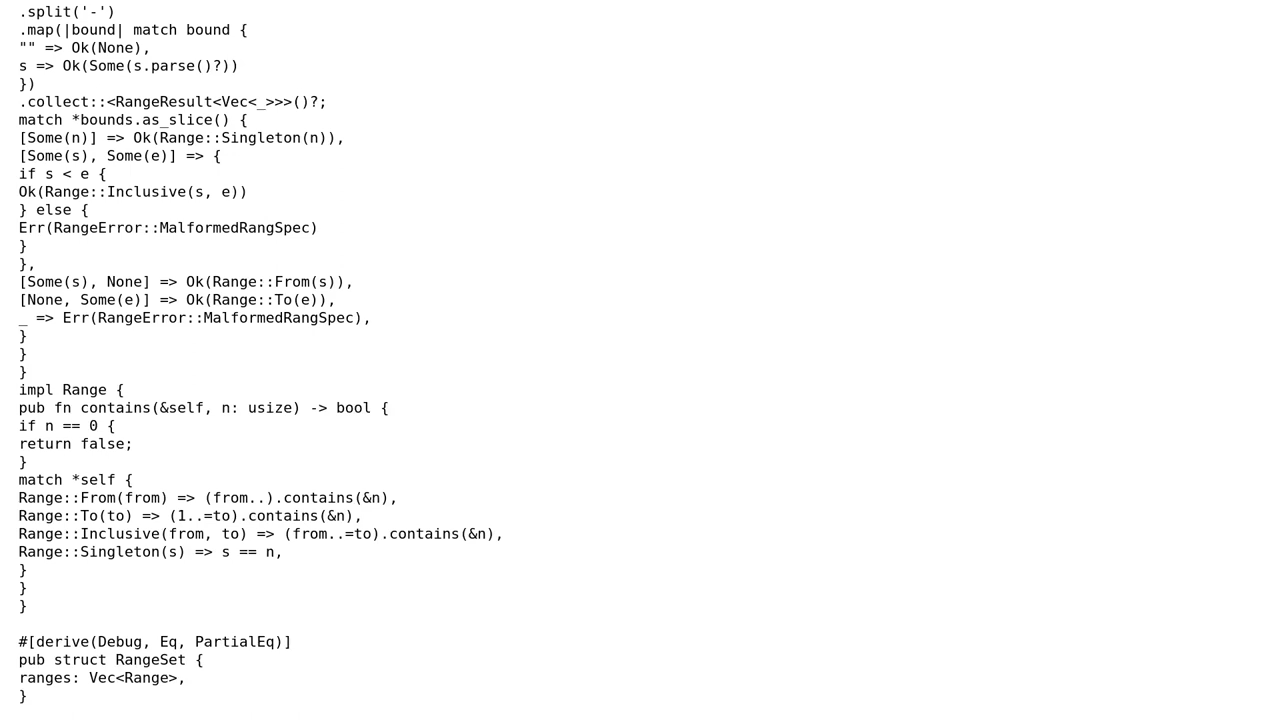 .split('-')
.map(|bound| match bound {
"" => Ok(None),
s => Ok(Some(s.parse()?))
})
.collect::<RangeResult<Vec<_>>>()?;
match *bounds.as_slice() {
[Some(n)] => Ok(Range::Singleton(n)),
[Some(s), Some(e)] => {
if s < e {
Ok(Range::Inclusive(s, e))
} else {
Err(RangeError::MalformedRangSpec)
}
},
[Some(s), None] => Ok(Range::From(s)),
[None, Some(e)] => Ok(Range::To(e)),
_ => Err(RangeError::MalformedRangSpec),
}
}
}
impl Range {
pub fn contains(&self, n: usize) -> bool {
if n == 0 {
return false;
}
match *self {
Range::From(from) => (from..).contains(&n),
Range::To(to) => (1..=to).contains(&n),
Range::Inclusive(from, to) => (from..=to).contains(&n),
Range::Singleton(s) => s == n,
}
}
}

#[derive(Debug, Eq, PartialEq)]
pub struct RangeSet {
ranges: Vec<Range>,
}